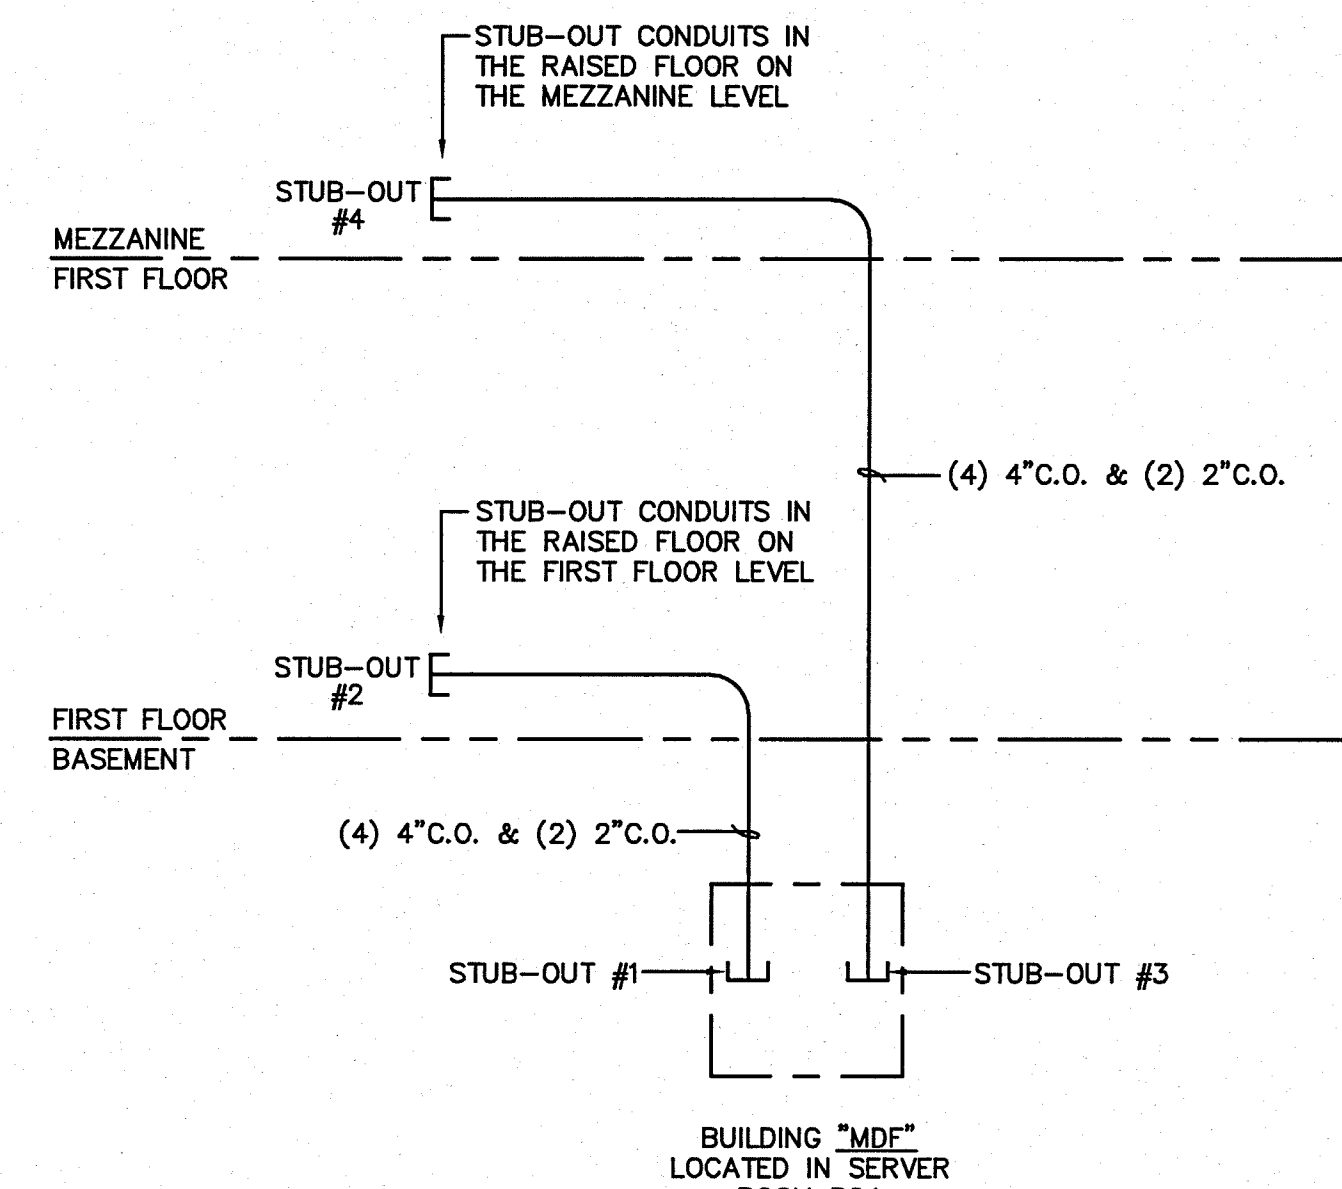 STUB-OUT CONDUITS IN
THE RAISED FLOOR ON
THE MEZZANINE LEVEL
STUB-OUT
#4
MEZZANINE
FIRST FLOOR
(4) 4"C.O. & (2) 2"C.O.
STUB-OUT CONDUITS IN
THE RAISED FLOOR ON
THE FIRST FLOOR LEVEL
STUB-OUT
#2
FIRST FLOOR
BASEMENT
(4) 4"C.O. & (2) 2"C.O.
STUB-OUT #1
STUB-OUT #3
BUILDING "MDF"
LOCATED IN SERVER